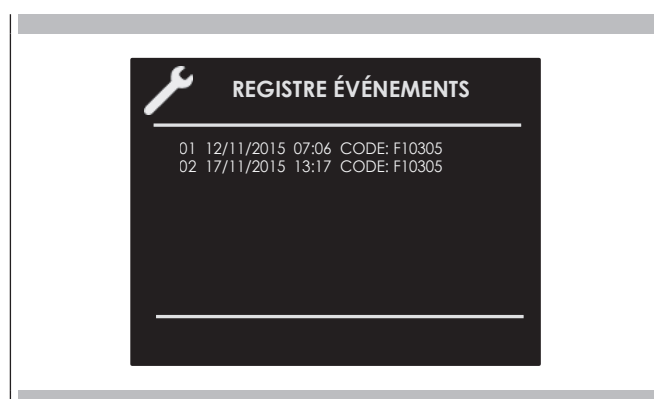 REGISTRE ÉVÉNEMENTS
01 12/11/2015 07:06 CODE: F10305
02 17/11/2015 13:17 CODE: F10305